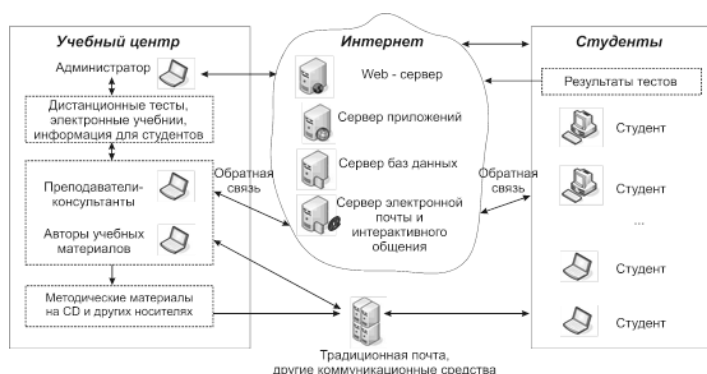 Учебный центр
Администратор
Дистанционные тесты,
электронные учебнии,
информация для студентов
Преподаватели-
консультанты
Авторы учебных
материалов
Методические материалы
на CD и других носителях
Обратная
связь
Интернет
Web - сервер
Сервер приложений
Сервер баз данных
Сервер электронной
почты и
интерактивного
общения
Обратная
связь
Традиционная почта,
другие коммуникационные средства
Студенты
Результаты тестов
Студент
Студент
...
Студент
Студент